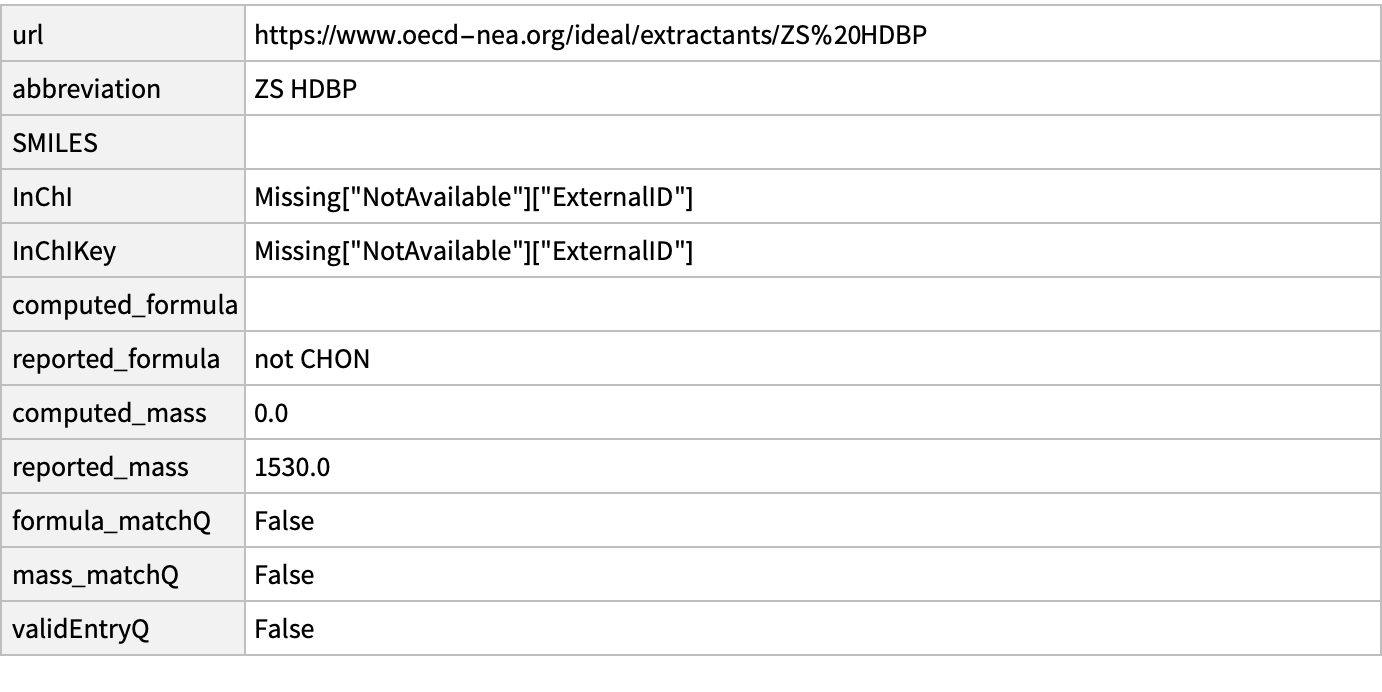 url https://www.oecd-nea.org/ideal/extractants/ZS%20HDBP
abbreviation ZS HDBP
SMILES
InChI Missing["NotAvailable"]["ExternalID"]
InChIKey Missing["NotAvailable"]["ExternalID"]
computed_formula
reported_formula not CHON
computed_mass 0.0
reported_mass 1530.0
formula_matchQ False
mass_matchQ False
validEntryQ False